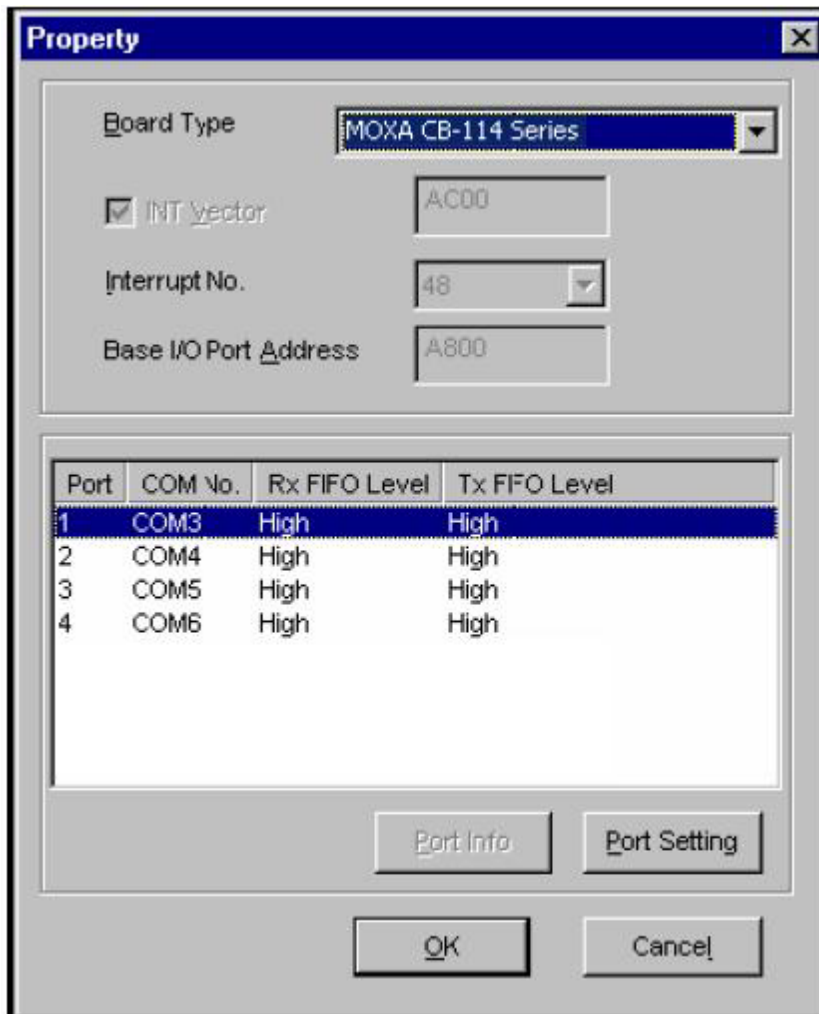 Property
Board Type MOXA CB-114 Series
INT Vector AC00
Interrupt No. 48
Base I/O Port Address A800
Port COM No. Rx FIFO Level Tx FIFO Level
1 COM3 High High
2 COM4 High High
3 COM5 High High
4 COM6 High High
Port Info Port Setting
OK Cancel